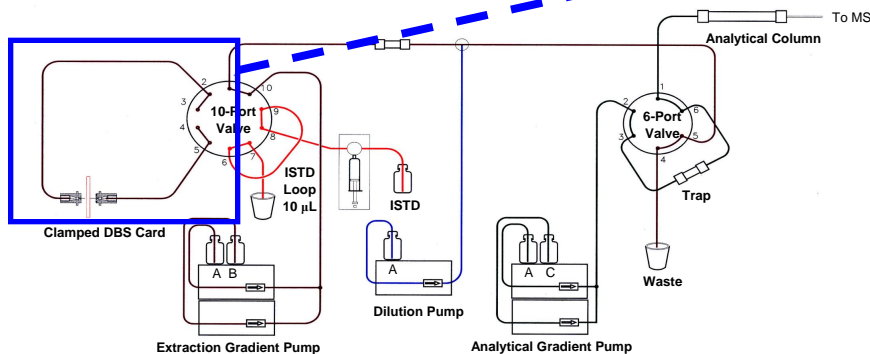 To MS
Analytical Column
1
2
10
3
9
10-Port
Valve
4
8
5
7
6
1
2
6
6-Port
Valve
3
5
4
ISTD
Loop
10 µL
ISTD
Trap
Clamped DBS Card
A B
A
A C
Waste
Dilution Pump
Extraction Gradient Pump
Analytical Gradient Pump